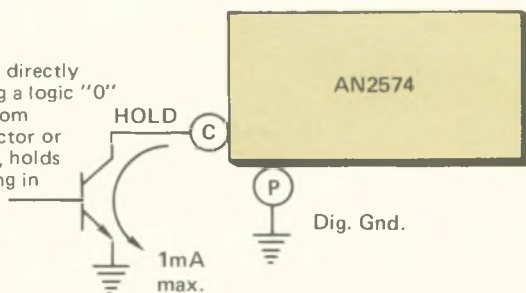 directly
g a logic "0"
om
ctor or
, holds
ng in
HOLD
C
AN2574
P
Dig. Gnd.
1mA
max.